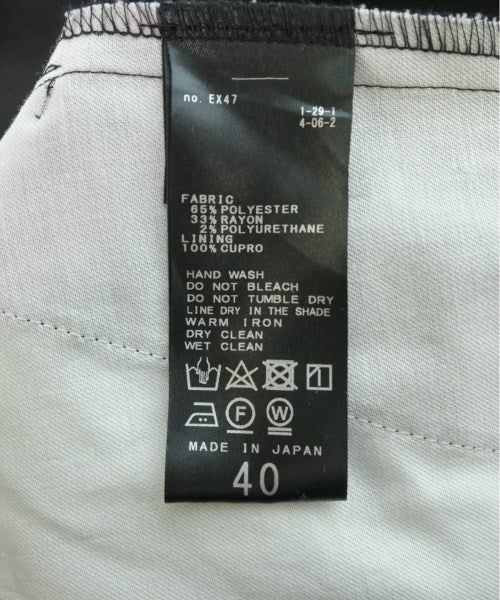 no. EX47
1-29-1
4-06-2
FABRIC
65% POLYESTER
33% RAYON
2% POLYURETHANE
LINING
100% CUPRO
HAND WASH
DO NOT BLEACH
DO NOT TUMBLE DRY
LINE DRY IN THE SHADE
WARM IRON
DRY CLEAN
WET CLEAN
F W
MADE IN JAPAN
40